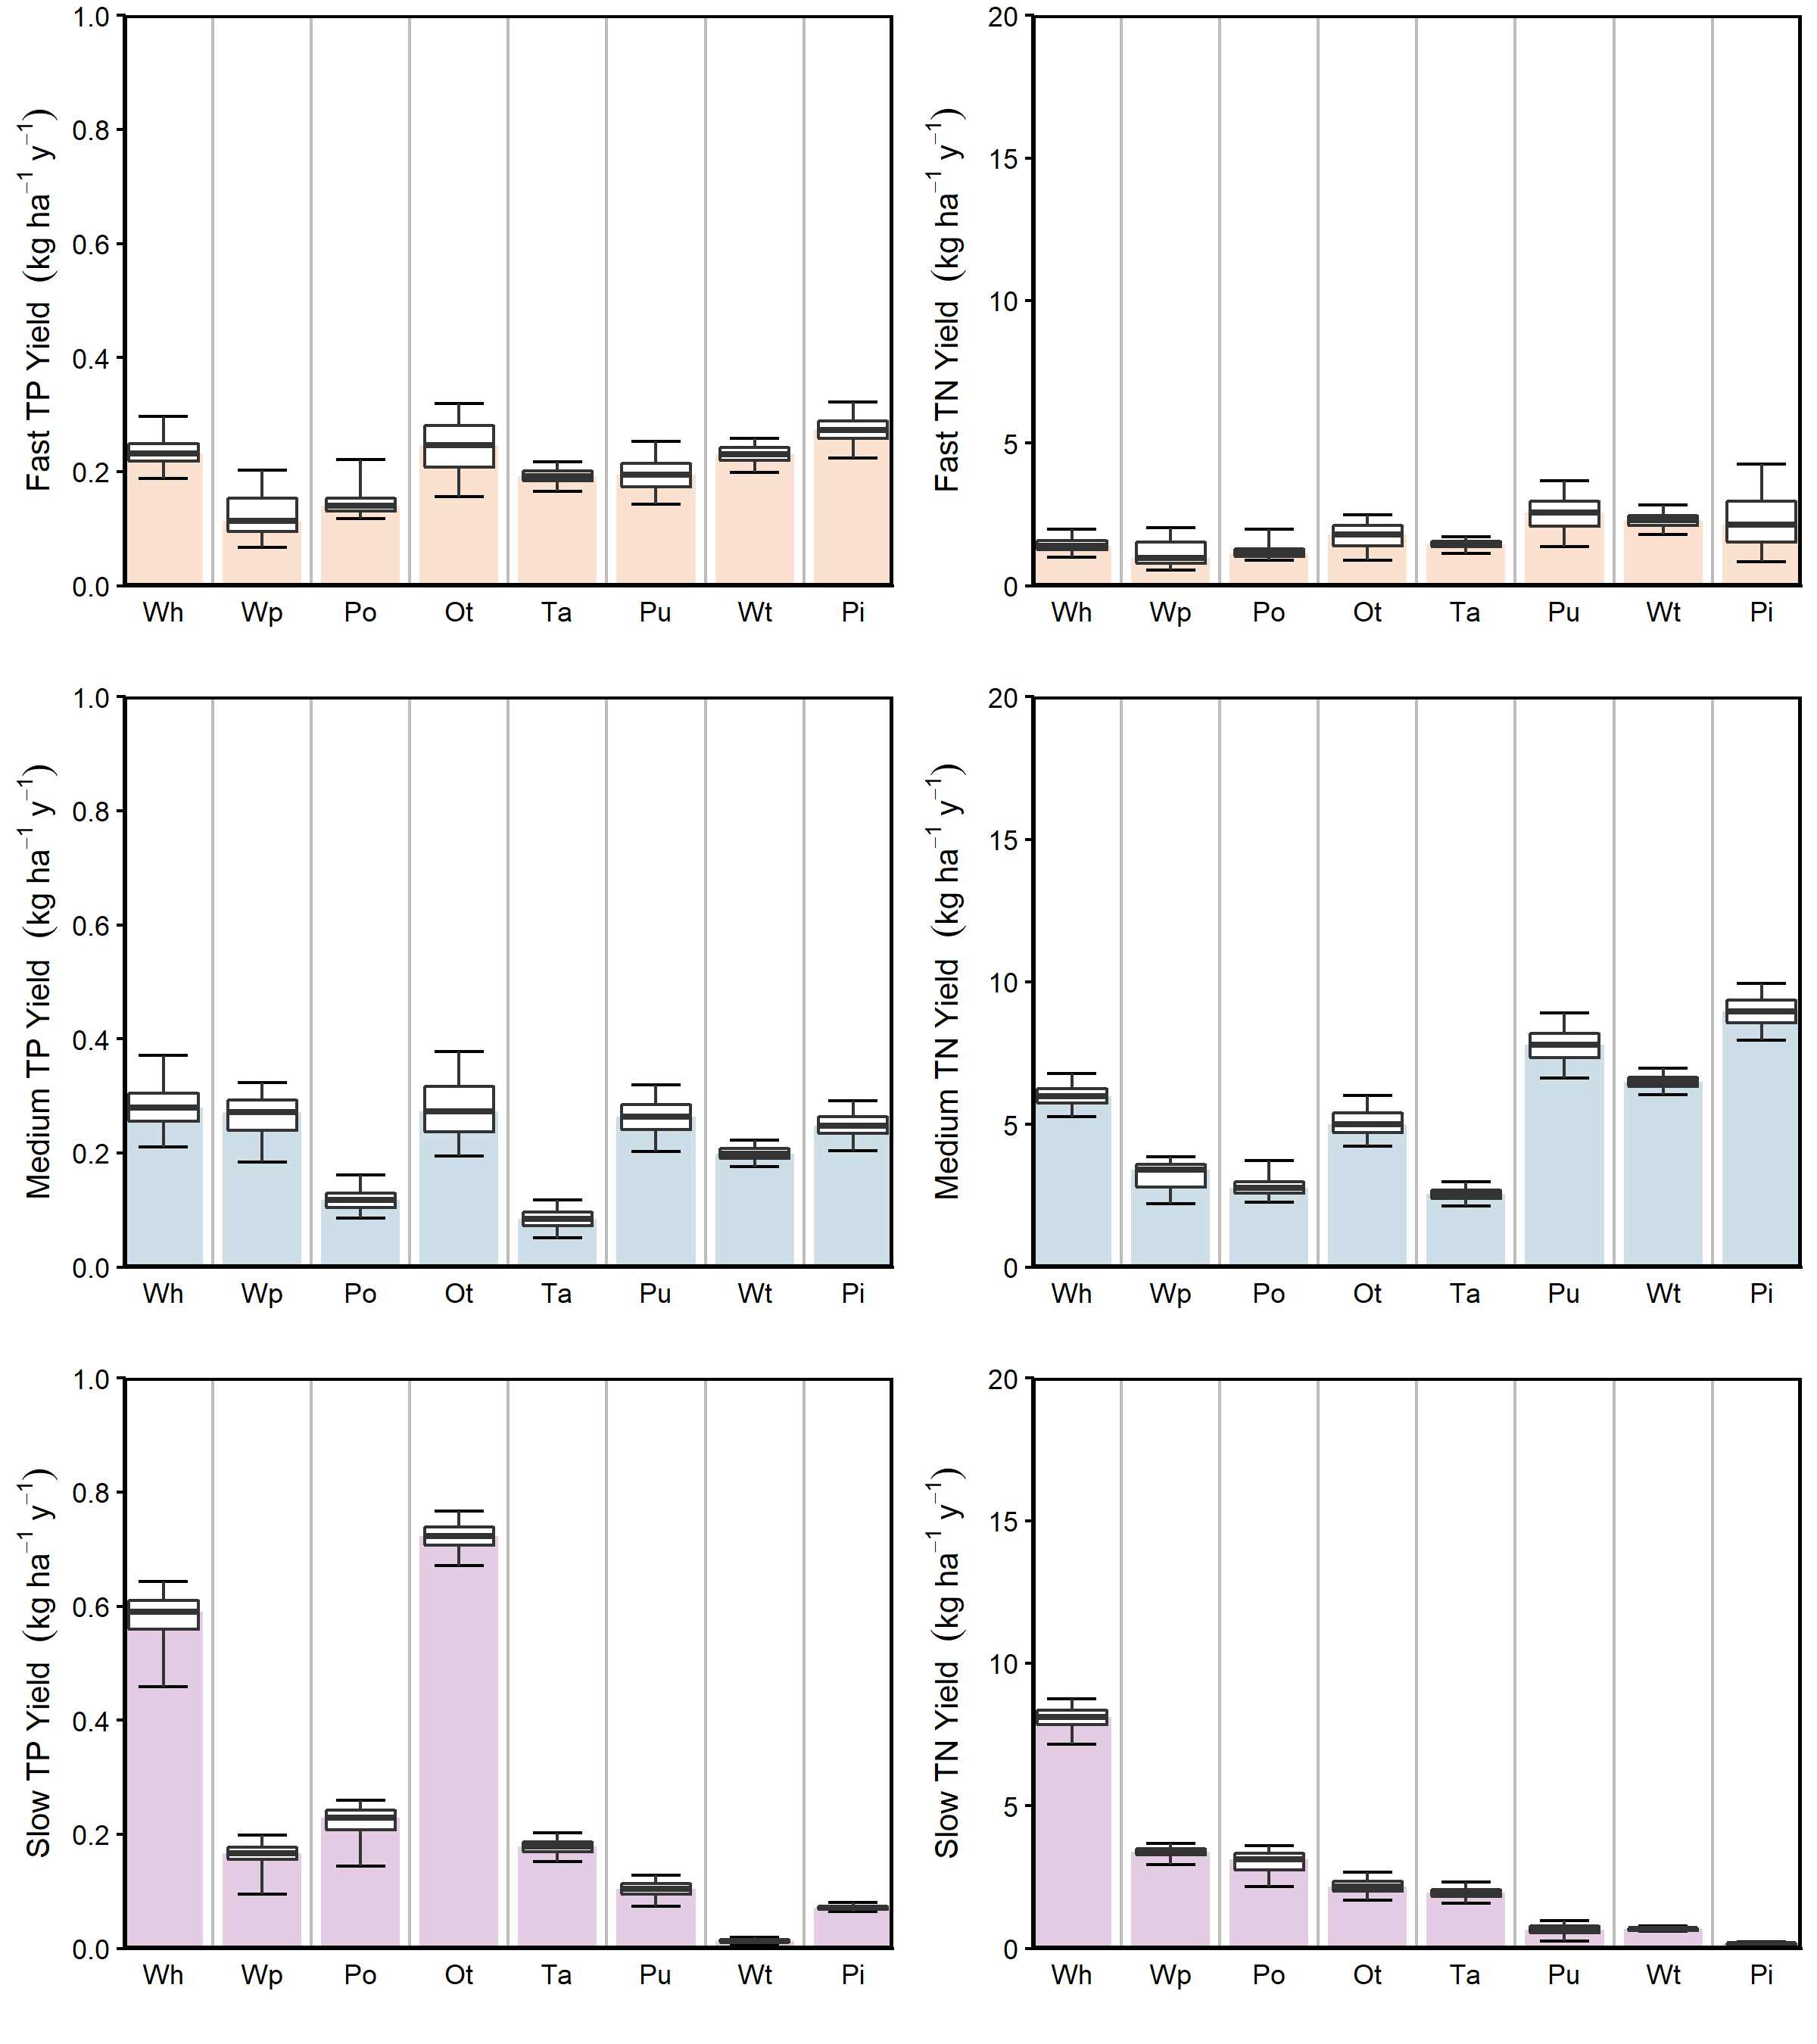 Fast TP Yield (kg ha⁻¹ y⁻¹)
1.0
0.8
0.6
0.4
0.2
0.0
Wh Wp Po Ot Ta Pu Wt Pi
Fast TN Yield (kg ha⁻¹ y⁻¹)
20
15
10
5
0
Wh Wp Po Ot Ta Pu Wt Pi
Medium TP Yield (kg ha⁻¹ y⁻¹)
1.0
0.8
0.6
0.4
0.2
0.0
Wh Wp Po Ot Ta Pu Wt Pi
Medium TN Yield (kg ha⁻¹ y⁻¹)
20
15
10
5
0
Wh Wp Po Ot Ta Pu Wt Pi
Slow TP Yield (kg ha⁻¹ y⁻¹)
1.0
0.8
0.6
0.4
0.2
0.0
Wh Wp Po Ot Ta Pu Wt Pi
Slow TN Yield (kg ha⁻¹ y⁻¹)
20
15
10
5
0
Wh Wp Po Ot Ta Pu Wt Pi